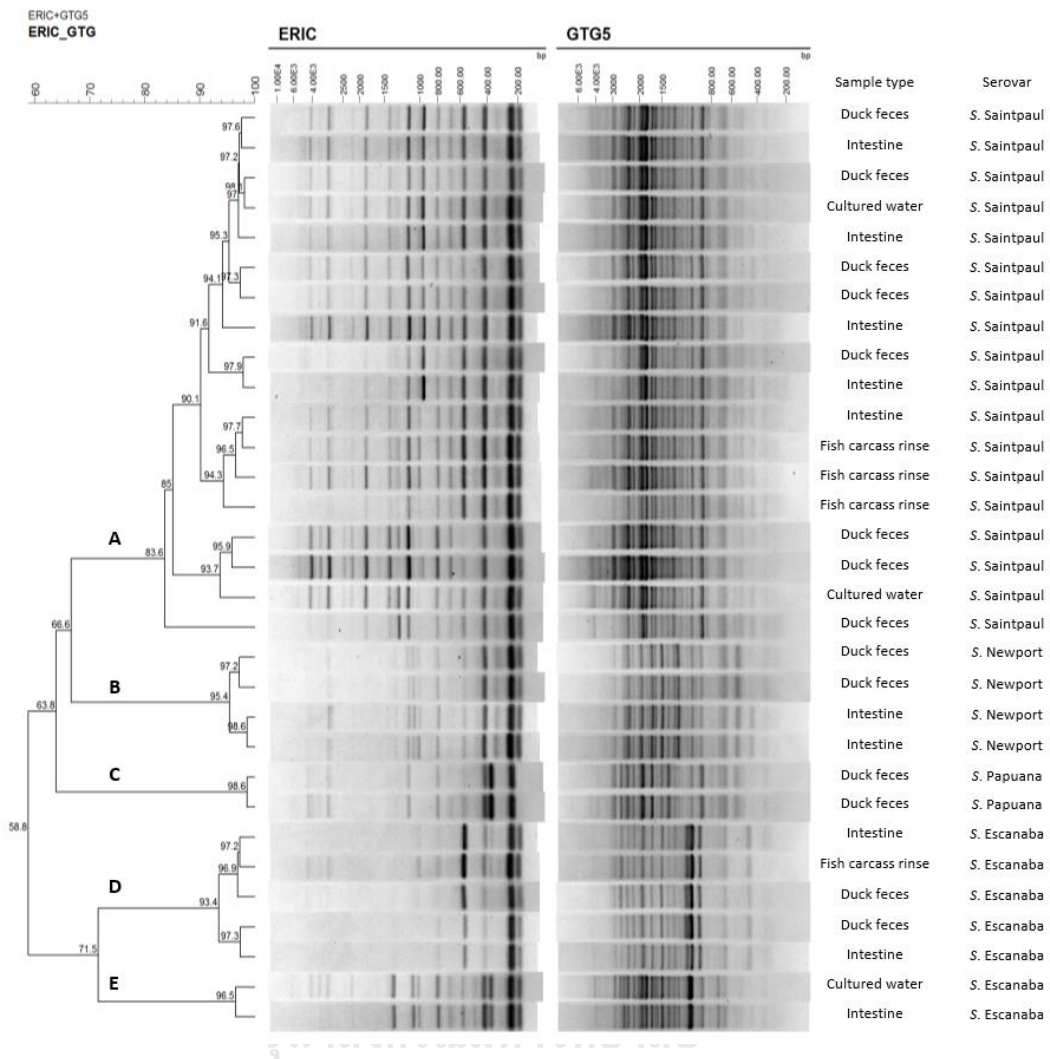 ERIC+GTG5
ERIC_GTG
ERIC
GTG5
bp
bp
60 70 80 90 100
1.00E4 6.00E3 4.00E3 2500 2000 1500 1000 800.00 600.00 400.00 200.00
6.00E3 4.00E3 3000 2000 1500 800.00 600.00 400.00 200.00
Sample type Serovar
Duck feces S. Saintpaul
Intestine S. Saintpaul
Duck feces S. Saintpaul
Cultured water S. Saintpaul
Intestine S. Saintpaul
Duck feces S. Saintpaul
Duck feces S. Saintpaul
Intestine S. Saintpaul
Duck feces S. Saintpaul
Intestine S. Saintpaul
Intestine S. Saintpaul
Fish carcass rinse S. Saintpaul
Fish carcass rinse S. Saintpaul
Fish carcass rinse S. Saintpaul
Duck feces S. Saintpaul
Duck feces S. Saintpaul
Cultured water S. Saintpaul
Duck feces S. Saintpaul
Duck feces S. Newport
Duck feces S. Newport
Intestine S. Newport
Intestine S. Newport
Duck feces S. Papuana
Duck feces S. Papuana
Intestine S. Escanaba
Fish carcass rinse S. Escanaba
Duck feces S. Escanaba
Duck feces S. Escanaba
Intestine S. Escanaba
Cultured water S. Escanaba
Intestine S. Escanaba
97.6
97.2
97
95.3
97.3
94.1
91.6
97.9
90.1
97.7
96.5
94.3
85
A
95.9
83.6
93.7
66.6
97.2
B
95.4
63.8
98.6
C
98.6
58.8
97.2
96.9
D
93.4
97.3
71.5
E
96.5